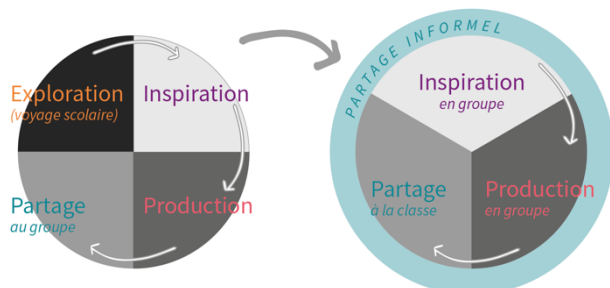 Exploration
(voyage scolaire)
Inspiration
Partage
au groupe
Production
PARTAGE INFORMEL
Inspiration
en groupe
Partage
à la classe
Production
en groupe